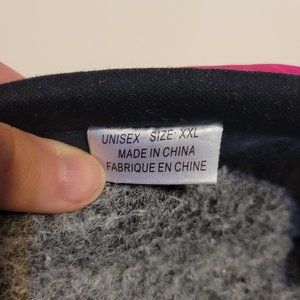 UNISEX SIZE: XXL
MADE IN CHINA
FABRIQUE EN CHINE